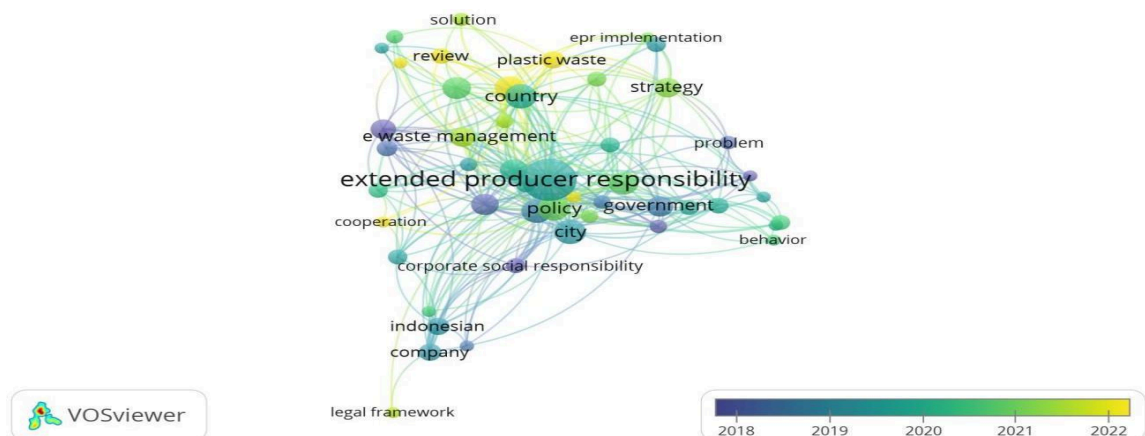 solution
epr implementation
review
plastic waste
country
strategy
e waste management
problem
extended producer responsibility
policy
government
cooperation
city
behavior
corporate social responsibility
indonesian
company
legal framework
VOSviewer
2018 2019 2020 2021 2022